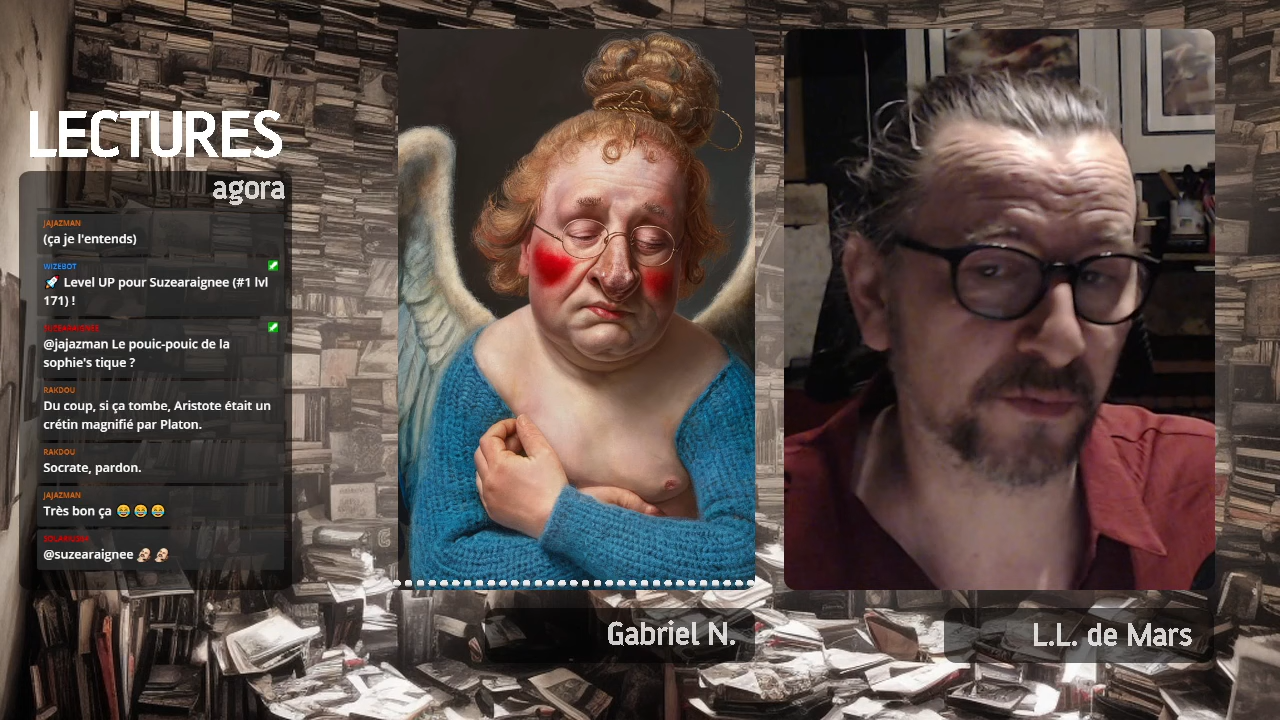 LECTURES
agora
JAJAZMAN
(ça je l'entends)
WIZEBOT
Level UP pour Suzearaignee (#1 lvl
171) !
SUZEARAIGNEE
@jajazman Le pouic-pouic de la
sophie's tique ?
RAKDOU
Du coup, si ça tombe, Aristote était un
crétin magnifié par Platon.
RAKDOU
Socrate, pardon.
JAJAZMAN
Très bon ça 😂 😂 😂
@suzearaignee
Gabriel N.
L.L. de Mars